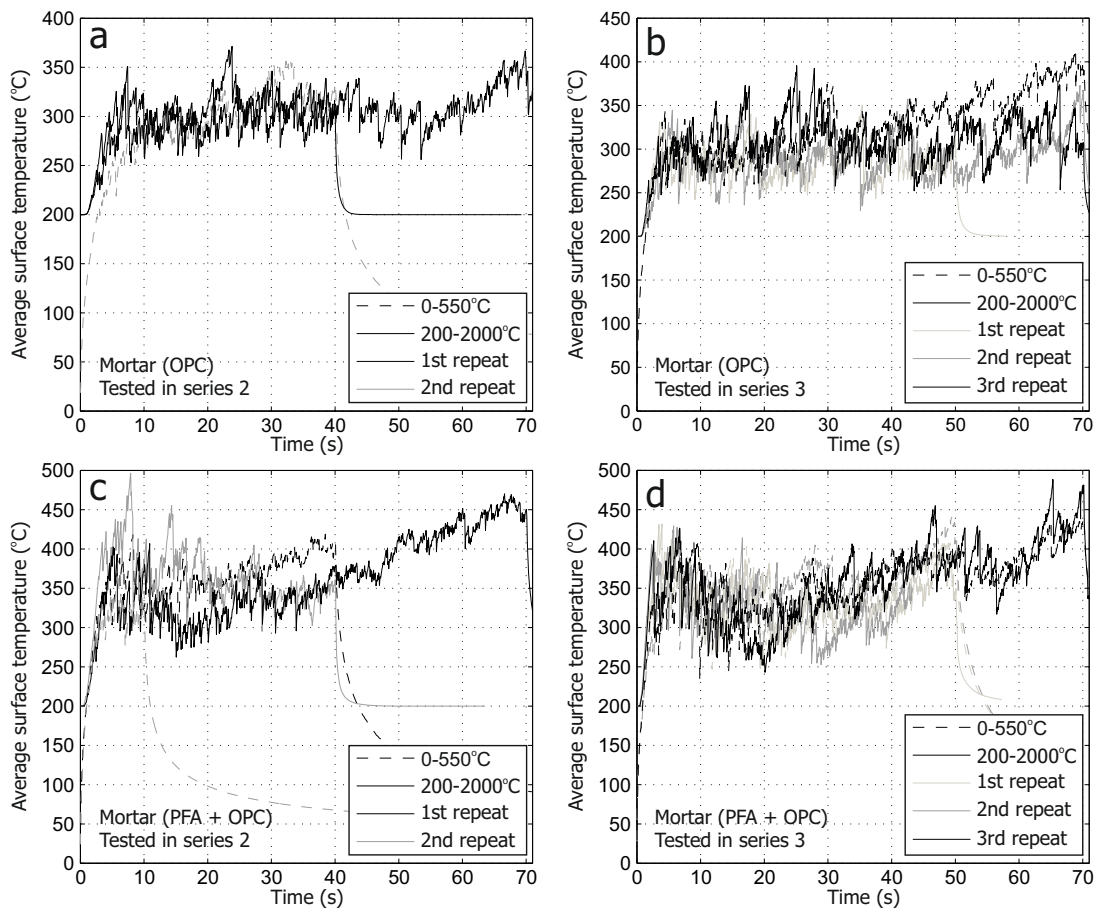 a
400
350
300
250
200
150
100
50
0
Average surface temperature (°C)
0 10 20 30 40 50 60 70
Time (s)
Mortar (OPC)
Tested in series 2
0-550°C
200-2000°C
1st repeat
2nd repeat
b
450
400
350
300
250
200
150
100
50
0
Average surface temperature (°C)
0 10 20 30 40 50 60 70
Time (s)
Mortar (OPC)
Tested in series 3
0-550°C
200-2000°C
1st repeat
2nd repeat
3rd repeat
c
500
450
400
350
300
250
200
150
100
50
0
Average surface temperature (°C)
0 10 20 30 40 50 60 70
Time (s)
Mortar (PFA + OPC)
Tested in series 2
0-550°C
200-2000°C
1st repeat
2nd repeat
d
500
450
400
350
300
250
200
150
100
50
0
Average surface temperature (°C)
0 10 20 30 40 50 60 70
Time (s)
Mortar (PFA + OPC)
Tested in series 3
0-550°C
200-2000°C
1st repeat
2nd repeat
3rd repeat